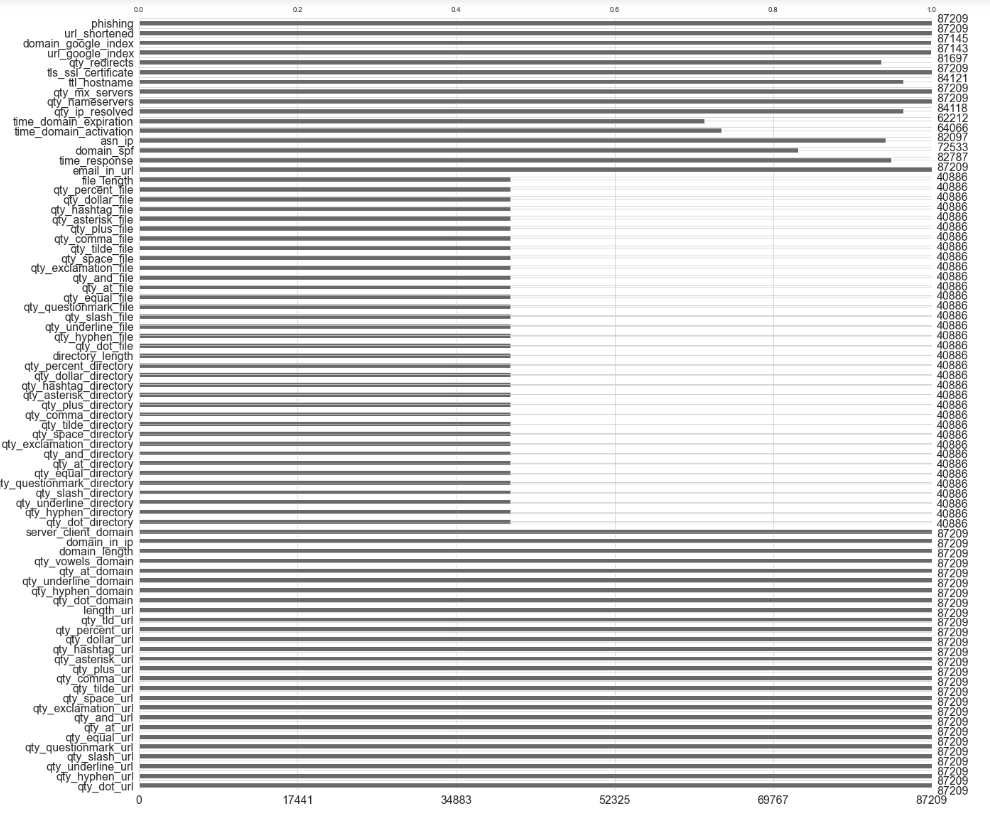 0.0 0.2 0.4 0.6 0.8 1.0
phishing 87209
url_shortened 87209
domain_google_index 87145
url_google_index 87143
qty_redirects 81697
tls_ssl_certificate 87209
ttl_hostname 84121
qty_mx_servers 87209
qty_nameservers 87209
qty_ip_resolved 84118
time_domain_expiration 62212
time_domain_activation 64066
asn_ip 82097
domain_spf 72533
time_response 82787
email_in_url 87209
file_length 40886
qty_percent_file 40886
qty_dollar_file 40886
qty_hashtag_file 40886
qty_asterisk_file 40886
qty_plus_file 40886
qty_comma_file 40886
qty_tilde_file 40886
qty_space_file 40886
qty_exclamation_file 40886
qty_and_file 40886
qty_at_file 40886
qty_equal_file 40886
qty_questionmark_file 40886
qty_slash_file 40886
qty_underline_file 40886
qty_hyphen_file 40886
qty_dot_file 40886
directory_length 40886
qty_percent_directory 40886
qty_dollar_directory 40886
qty_hashtag_directory 40886
qty_asterisk_directory 40886
qty_plus_directory 40886
qty_comma_directory 40886
qty_tilde_directory 40886
qty_space_directory 40886
qty_exclamation_directory 40886
qty_and_directory 40886
qty_at_directory 40886
qty_equal_directory 40886
ty_questionmark_directory 40886
qty_slash_directory 40886
qty_underline_directory 40886
qty_hyphen_directory 40886
qty_dot_directory 40886
server_client_domain 87209
domain_in_ip 87209
domain_length 87209
qty_vowels_domain 87209
qty_at_domain 87209
qty_underline_domain 87209
qty_hyphen_domain 87209
qty_dot_domain 87209
length_url 87209
qty_tld_url 87209
qty_percent_url 87209
qty_dollar_url 87209
qty_hashtag_url 87209
qty_asterisk_url 87209
qty_plus_url 87209
qty_comma_url 87209
qty_tilde_url 87209
qty_space_url 87209
qty_exclamation_url 87209
qty_and_url 87209
qty_at_url 87209
qty_equal_url 87209
qty_questionmark_url 87209
qty_slash_url 87209
qty_underline_url 87209
qty_hyphen_url 87209
qty_dot_url 87209
0 17441 34883 52325 69767 87209